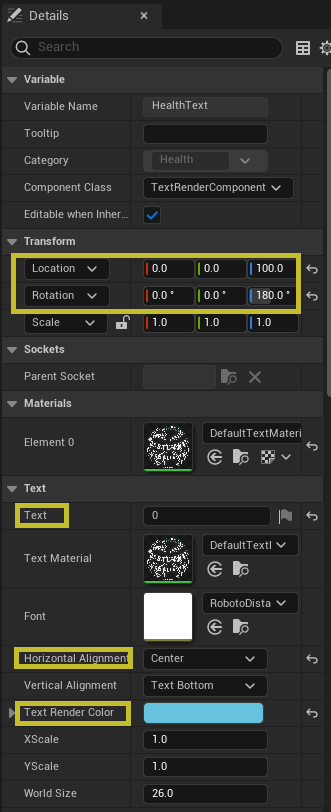 Details
Search
Variable
Variable Name HealthText
Tooltip
Category Health
Component Class TextRenderComponent
Editable when Inher...
Transform
Location 0.0 0.0 100.0
Rotation 0.0 ° 0.0 ° 180.0 °
Scale 1.0 1.0 1.0
Sockets
Parent Socket
Materials
Element 0 DefaultTextMateri
Text
Text 0
Text Material DefaultTextI
Font RobotoDista
Horizontal Alignment Center
Vertical Alignment Text Bottom
Text Render Color
XScale 1.0
YScale 1.0
World Size 26.0